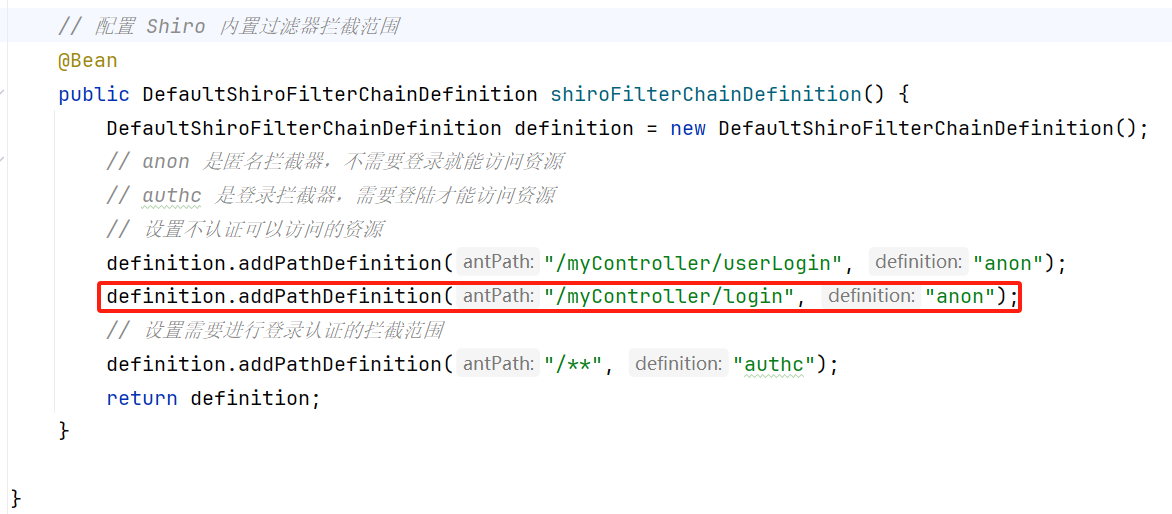 // 配置 Shiro 内置过滤器拦截范围
@Bean
public DefaultShiroFilterChainDefinition shiroFilterChainDefinition() {
DefaultShiroFilterChainDefinition definition = new DefaultShiroFilterChainDefinition();
// anon 是匿名拦截器，不需要登录就能访问资源
// authc 是登录拦截器，需要登陆才能访问资源
// 设置不认证可以访问的资源
definition.addPathDefinition( antPath: "/myController/userLogin", definition: "anon");
definition.addPathDefinition( antPath: "/myController/login", definition: "anon");
// 设置需要进行登录认证的拦截范围
definition.addPathDefinition( antPath: "/**", definition: "authc");
return definition;
}
}